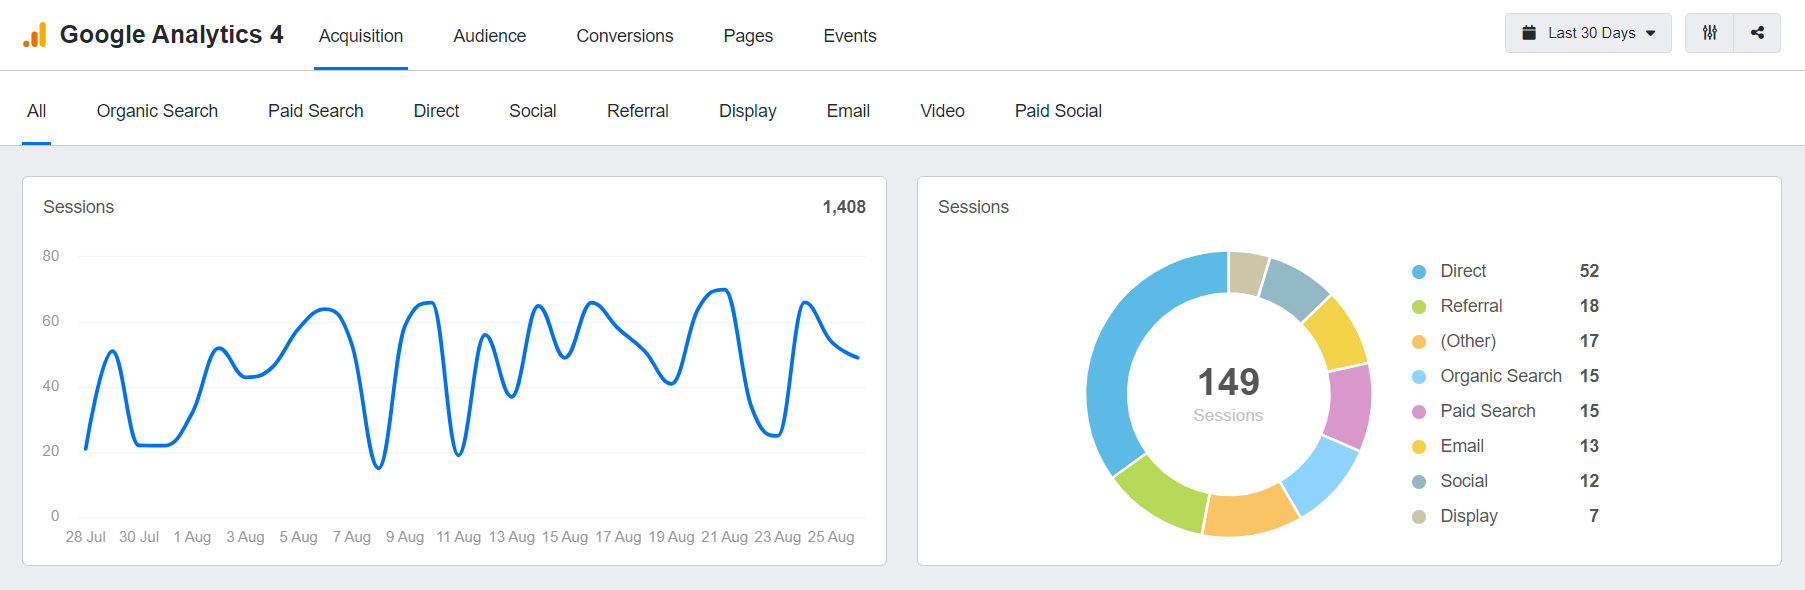 Google Analytics 4 Acquisition Audience Conversions Pages Events Last 30 Days
All Organic Search Paid Search Direct Social Referral Display Email Video Paid Social
Sessions 1,408
80
60
40
20
0
28 Jul 30 Jul 1 Aug 3 Aug 5 Aug 7 Aug 9 Aug 11 Aug 13 Aug 15 Aug 17 Aug 19 Aug 21 Aug 23 Aug 25 Aug
Sessions
149
Sessions
Direct 52
Referral 18
(Other) 17
Organic Search 15
Paid Search 15
Email 13
Social 12
Display 7